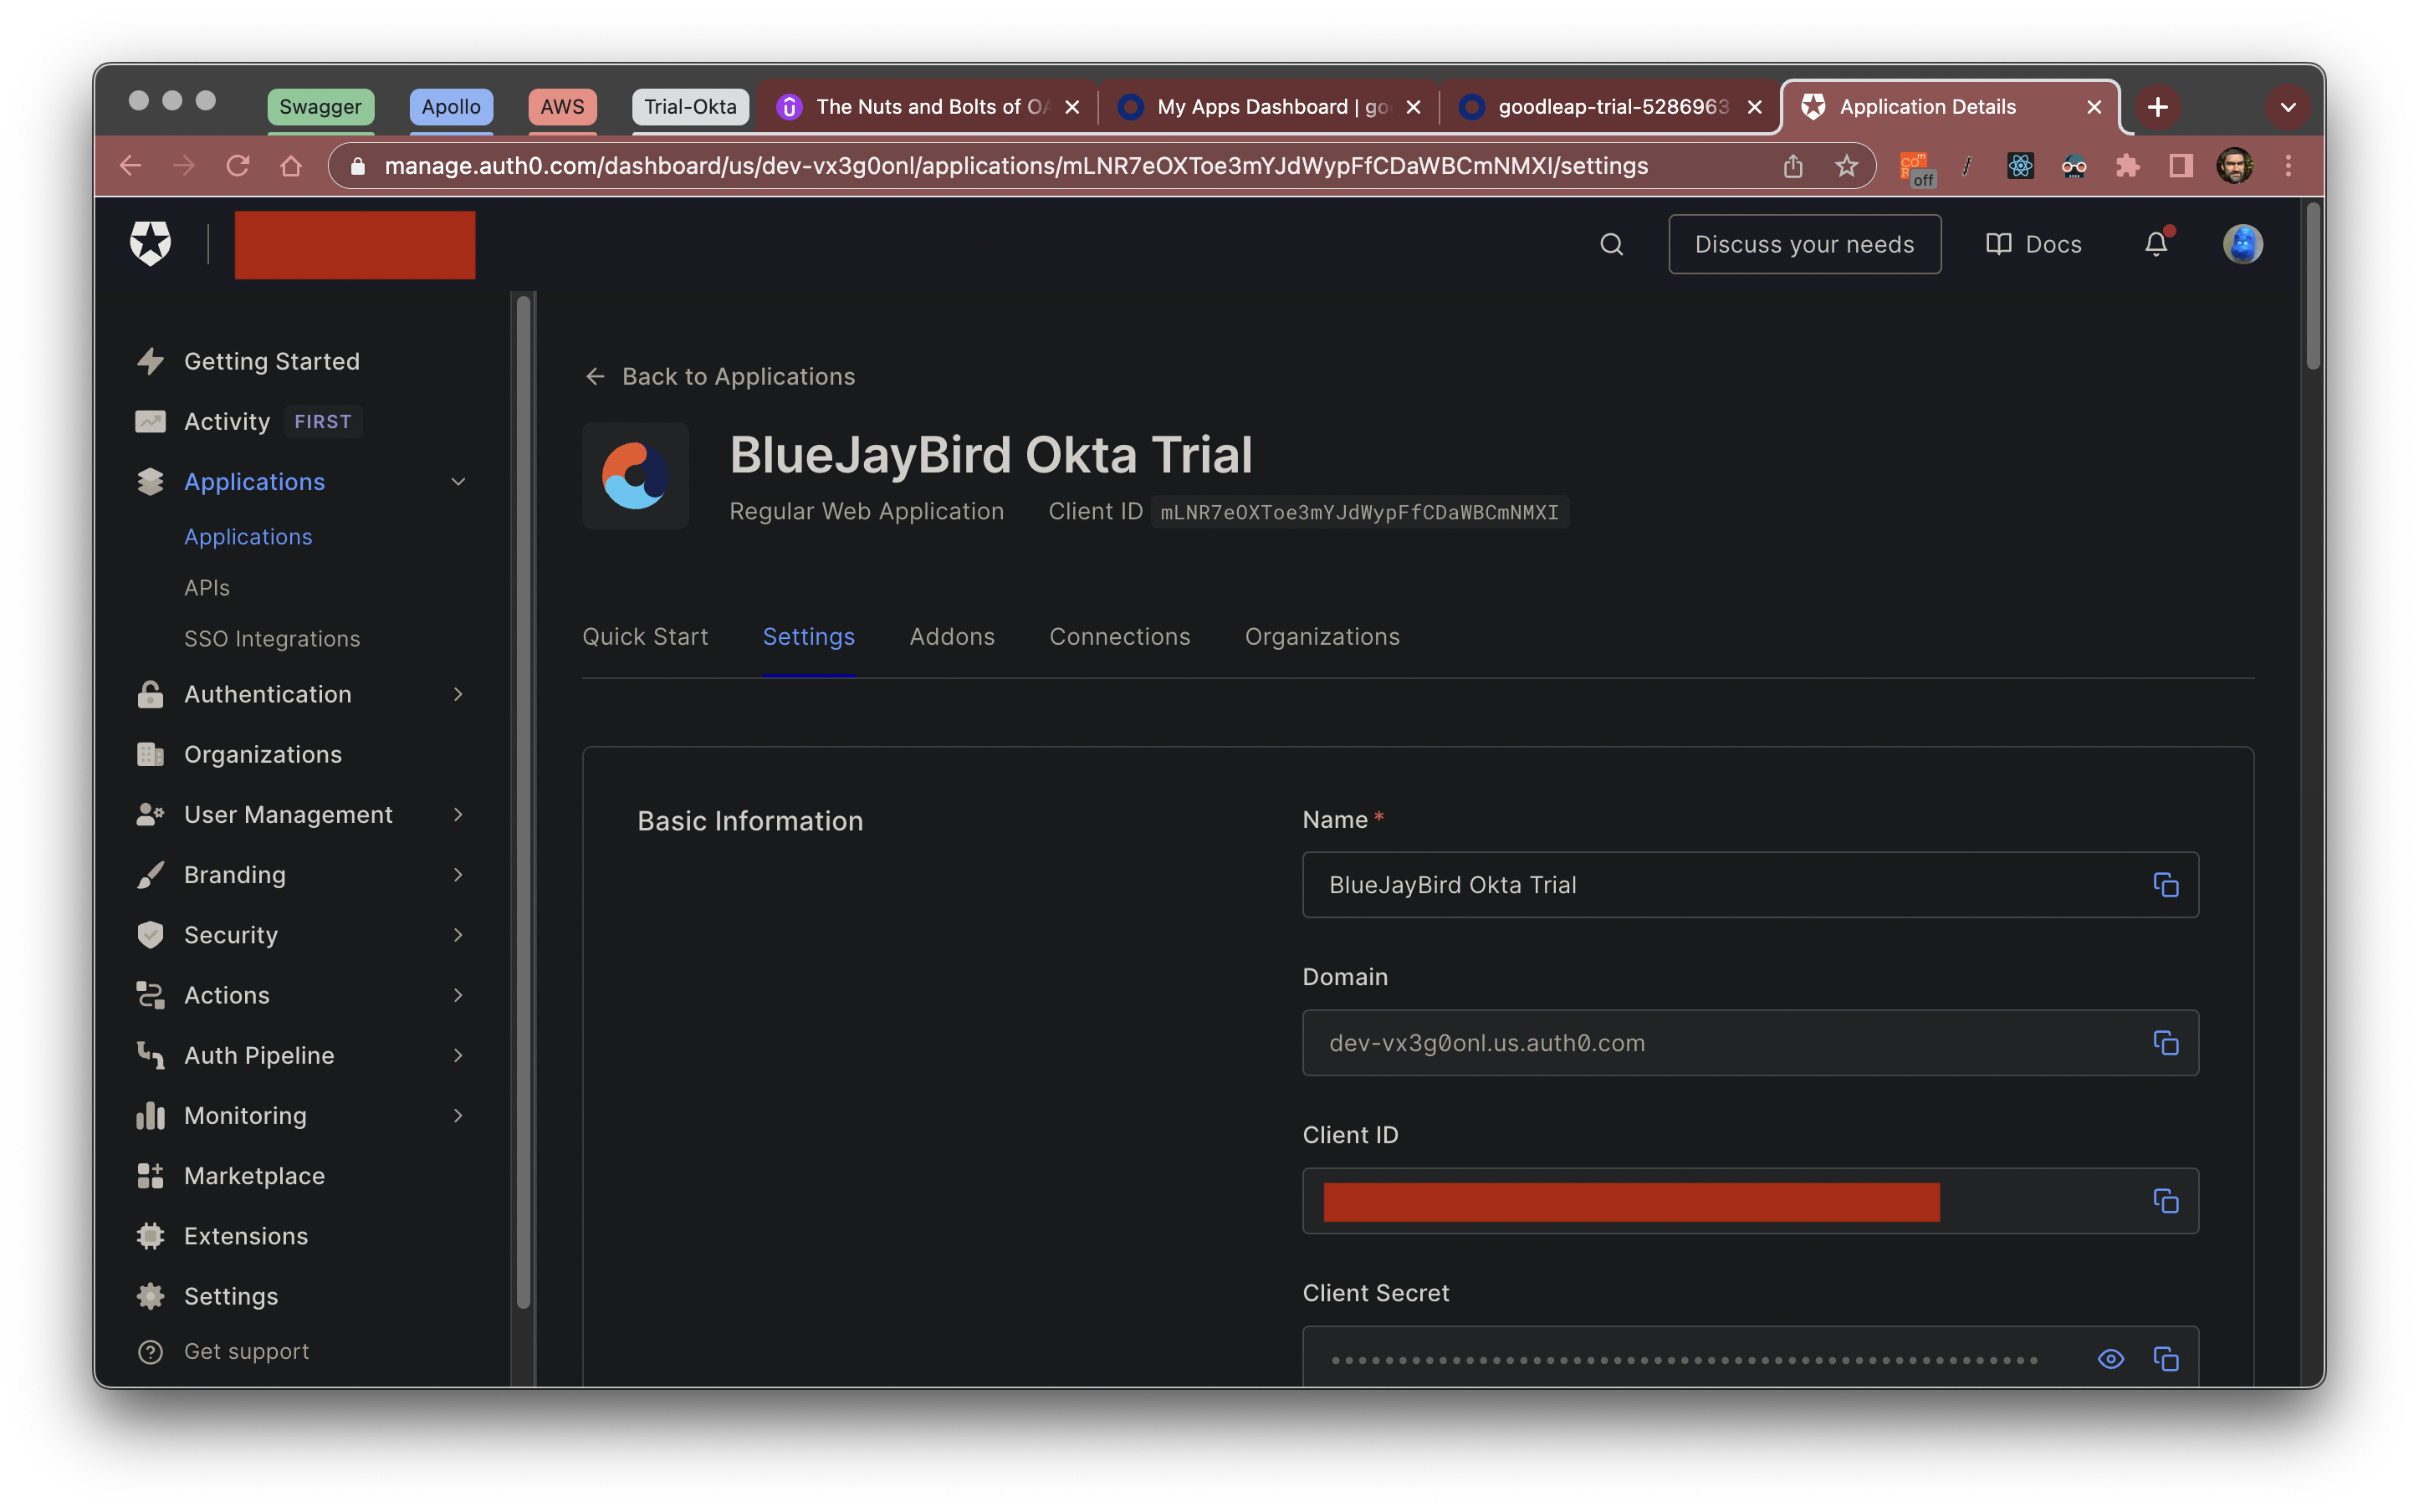 Swagger
Apollo
AWS
Trial-Okta
The Nuts and Bolts of OA
My Apps Dashboard | go
goodleap-trial-5286963
Application Details
manage.auth0.com/dashboard/us/dev-vx3g0onl/applications/mLNR7eOXToe3mYJdWypFfCDaWBCmNMXI/settings
off
Discuss your needs
Docs
Getting Started
Activity FIRST
Applications
Applications
APIs
SSO Integrations
Authentication
Organizations
User Management
Branding
Security
Actions
Auth Pipeline
Monitoring
Marketplace
Extensions
Settings
Get support
Back to Applications
BlueJayBird Okta Trial
Regular Web Application Client ID mLNR7eOXToe3mYJdWypFfCDaWBCmNMXI
Quick Start Settings Addons Connections Organizations
Basic Information
Name *
BlueJayBird Okta Trial
Domain
dev-vx3g0onl.us.auth0.com
Client ID
Client Secret